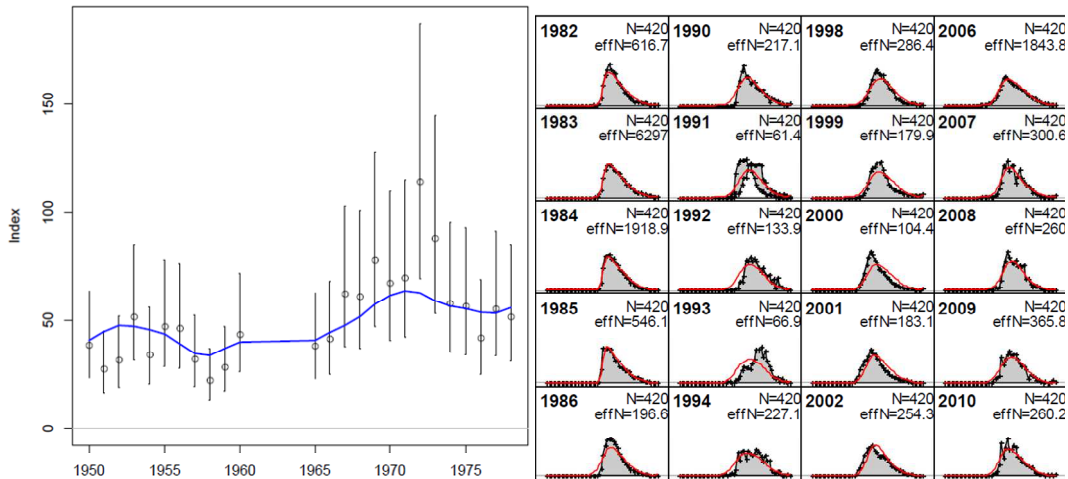 Index
150
100
50
0
1950
1955
1960
1965
1970
1975
1982 N=420
effN=616.7
1990 N=420
effN=217.1
1998 N=420
effN=286.4
2006 N=420
effN=1843.8
1983 N=420
effN=6297
1991 N=420
effN=61.4
1999 N=420
effN=179.9
2007 N=420
effN=300.6
1984 N=420
effN=1918.9
1992 N=420
effN=133.9
2000 N=420
effN=104.4
2008 N=420
effN=260
1985 N=420
effN=546.1
1993 N=420
effN=66.9
2001 N=420
effN=183.1
2009 N=420
effN=365.8
1986 N=420
effN=196.6
1994 N=420
effN=227.1
2002 N=420
effN=254.3
2010 N=420
effN=260.2